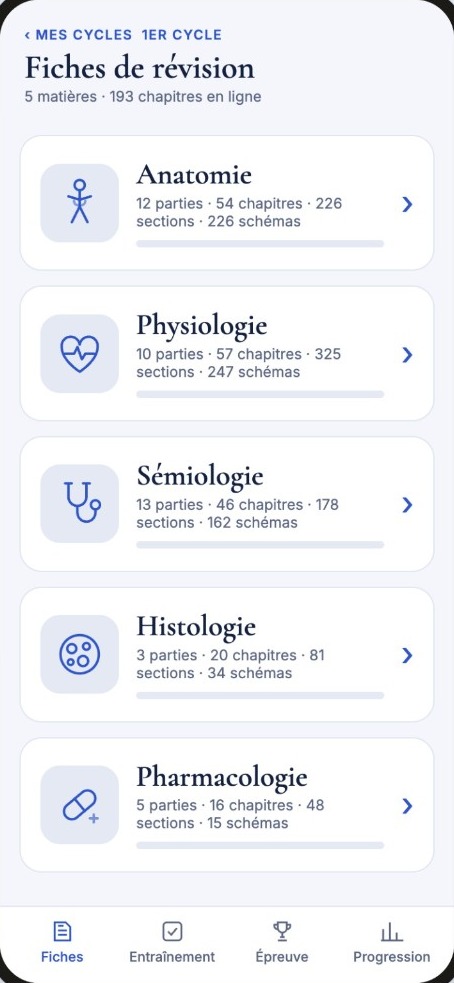 ‹ MES CYCLES 1ER CYCLE
Fiches de révision
5 matières · 193 chapitres en ligne
Anatomie
12 parties · 54 chapitres · 226
sections · 226 schémas
Physiologie
10 parties · 57 chapitres · 325
sections · 247 schémas
Sémiologie
13 parties · 46 chapitres · 178
sections · 162 schémas
Histologie
3 parties · 20 chapitres · 81
sections · 34 schémas
Pharmacologie
5 parties · 16 chapitres · 48
sections · 15 schémas
Fiches
Entraînement
Épreuve
Progression